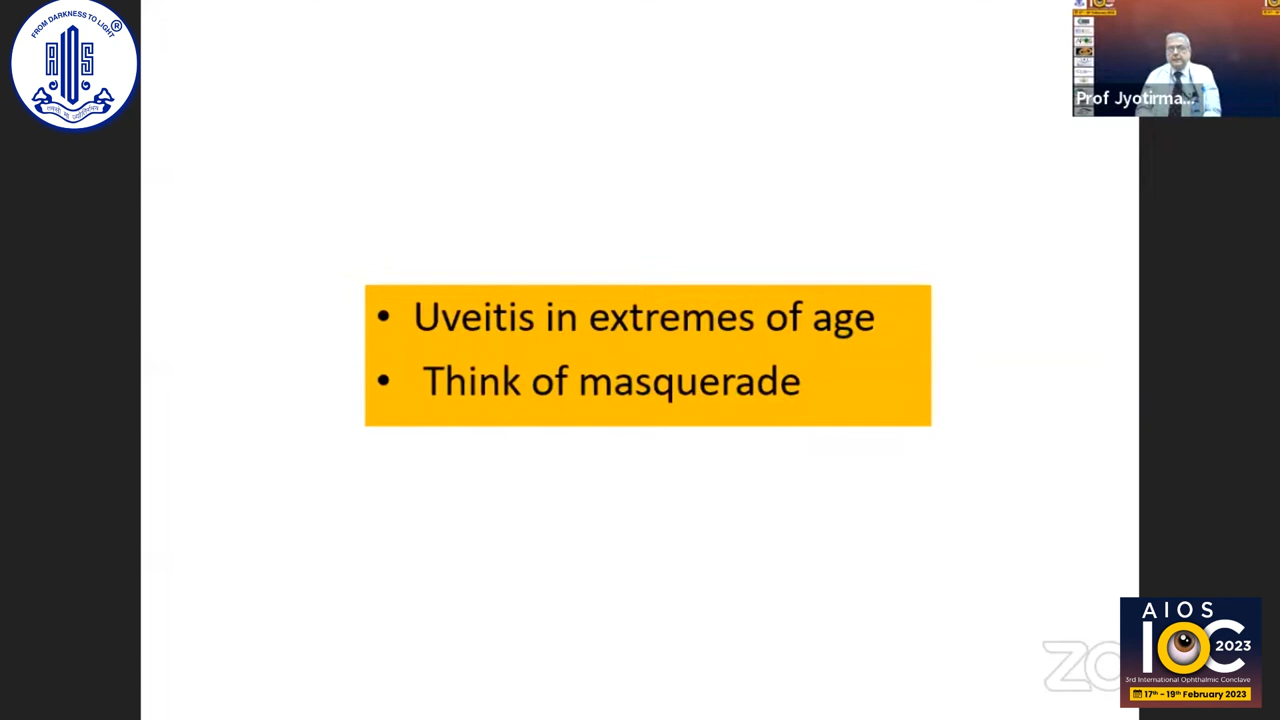 FROM DARKNESS TO LIGHT ®
AIOS
Prof Jyotirma...
• Uveitis in extremes of age
• Think of masquerade
ZO
AIOS
IOC 2023
3rd International Ophthalmic Conclave
17th - 19th February 2023